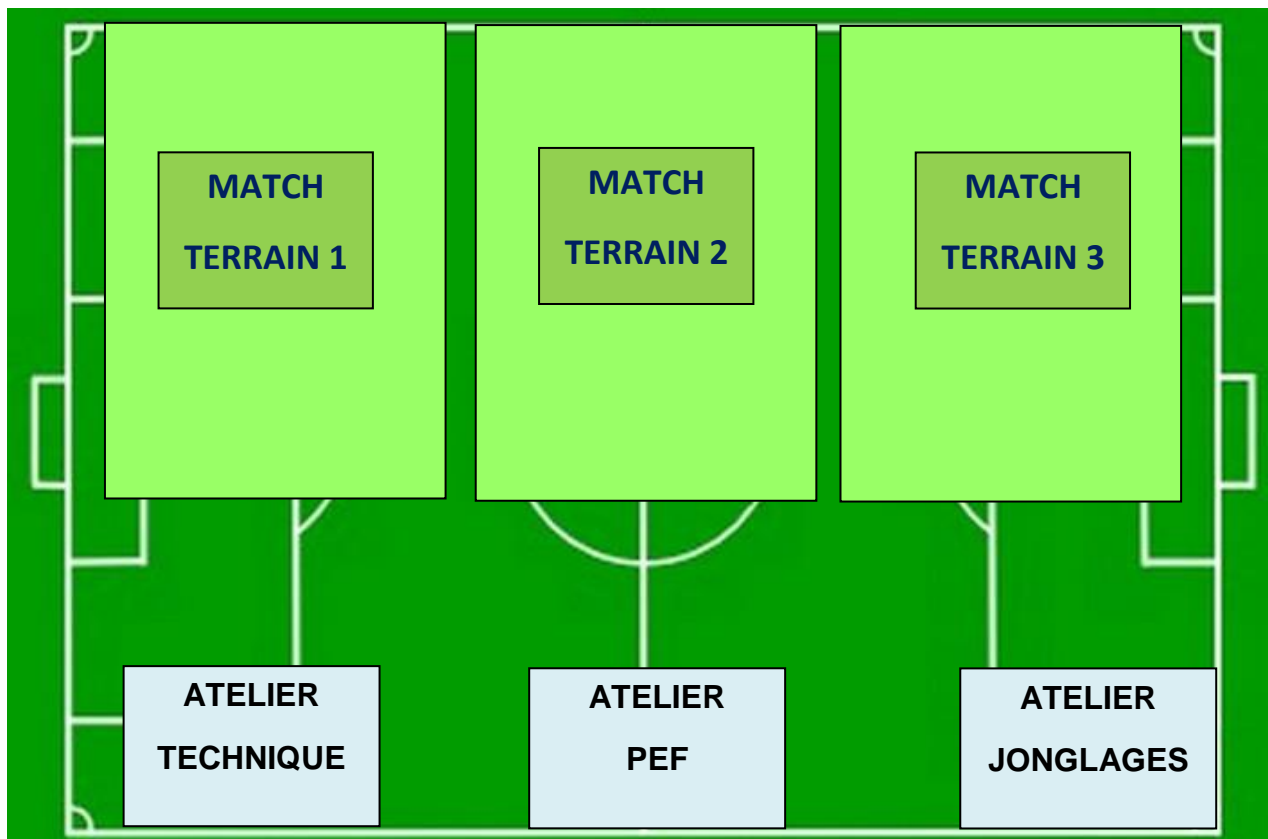 MATCH
TERRAIN 1
MATCH
TERRAIN 2
MATCH
TERRAIN 3
ATELIER
TECHNIQUE
ATELIER
PEF
ATELIER
JONGLAGES